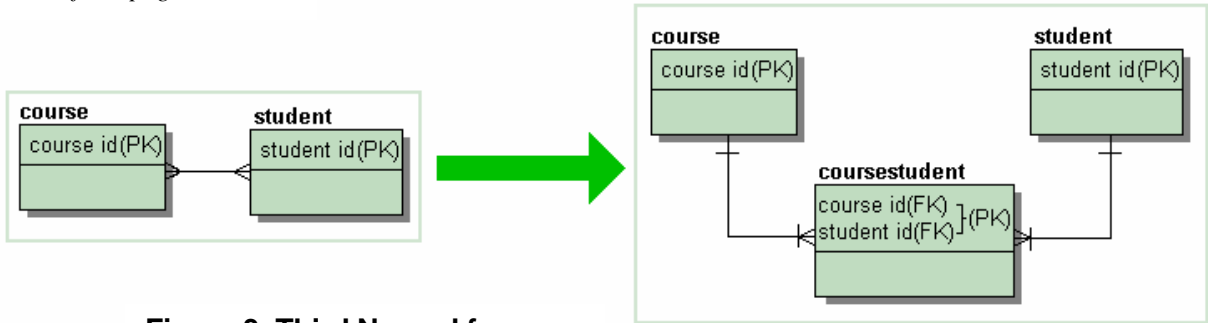 course
course id(PK)
student
student id(PK)
course
course id(PK)
student
student id(PK)
coursestudent
course id(FK)
student id(FK)
}(PK)